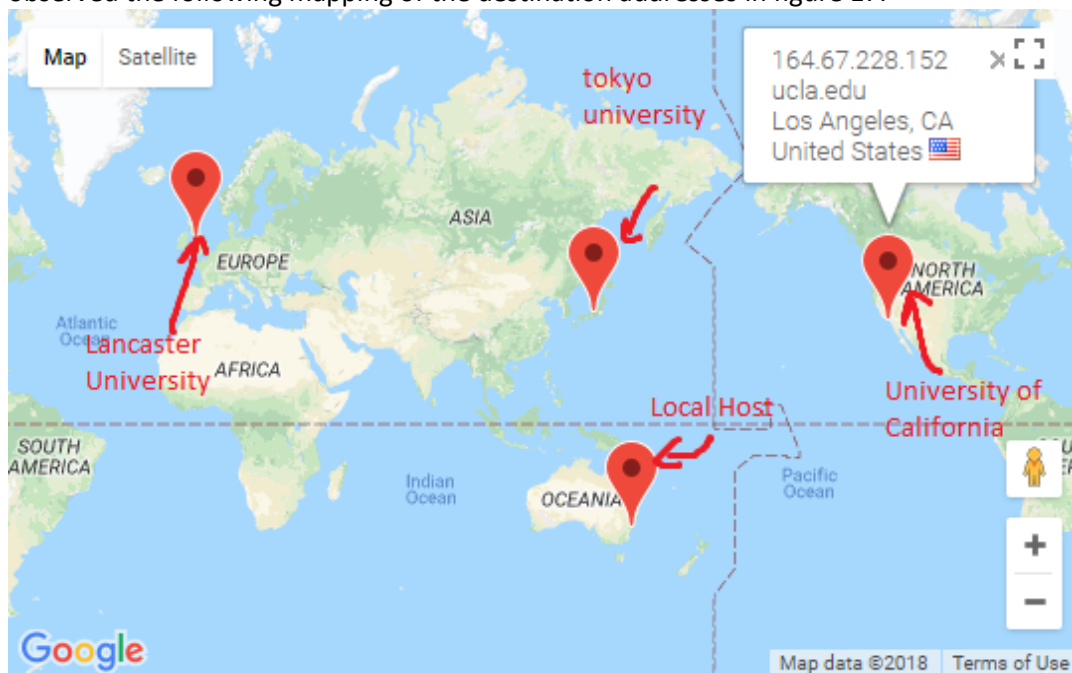 observed the following mapping of the destination addresses in figure 2.4
Map Satellite
164.67.228.152
ucla.edu
Los Angeles, CA
United States
tokyo
university
ASIA
EUROPE
NORTH
AMERICA
Atlantic
Ocean
Lancaster
University
AFRICA
Local Host
University of
California
SOUTH
AMERICA
Indian
Ocean
OCEANIA
Pacific
Ocean
Google
Map data ©2018 Terms of Use